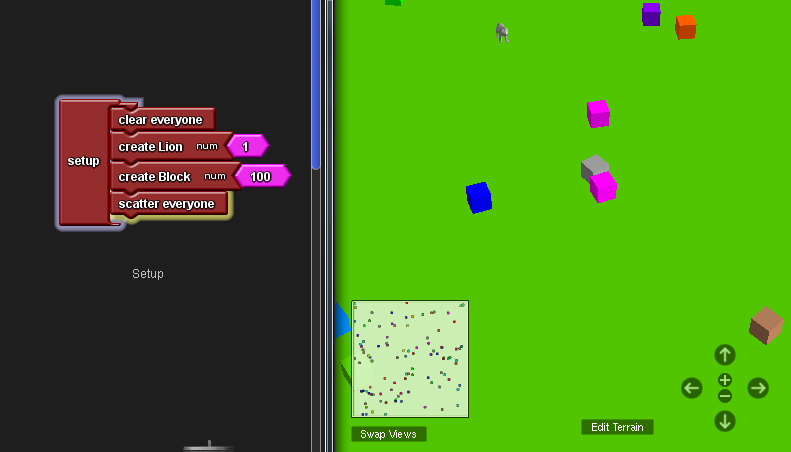 clear everyone
create Lion num 1
setup
create Block num 100
scatter everyone
Setup
Swap Views
Edit Terrain